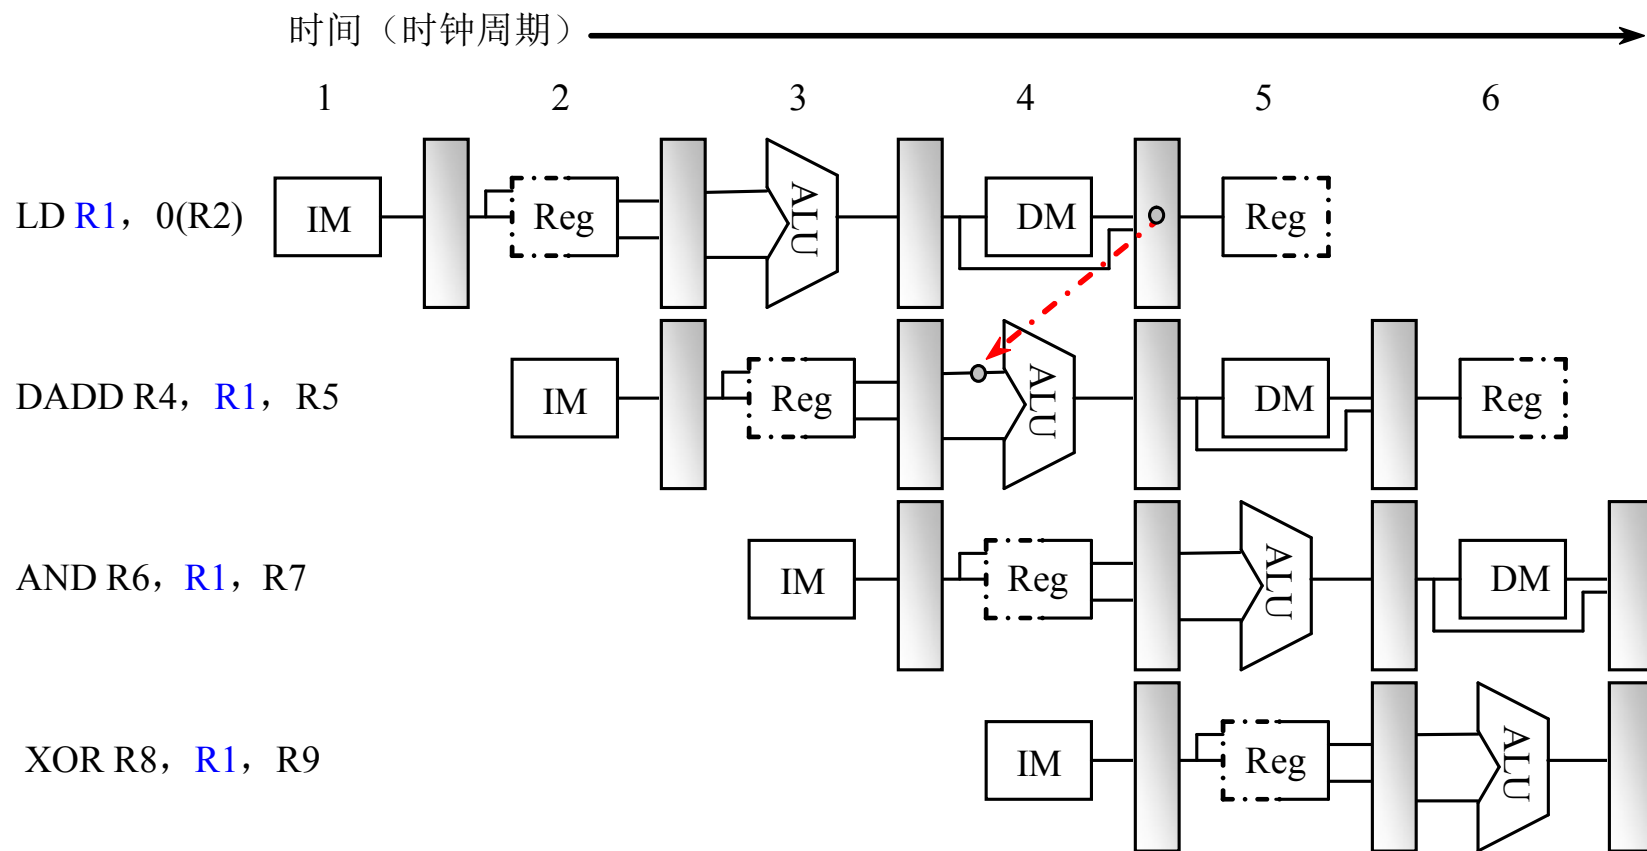 时间（时钟周期）
1 2 3 4 5 6
LD R1，0(R2) IM Reg ALU DM Reg
DADD R4，R1，R5 IM Reg ALU DM Reg
AND R6，R1，R7 IM Reg ALU DM
XOR R8，R1，R9 IM Reg ALU